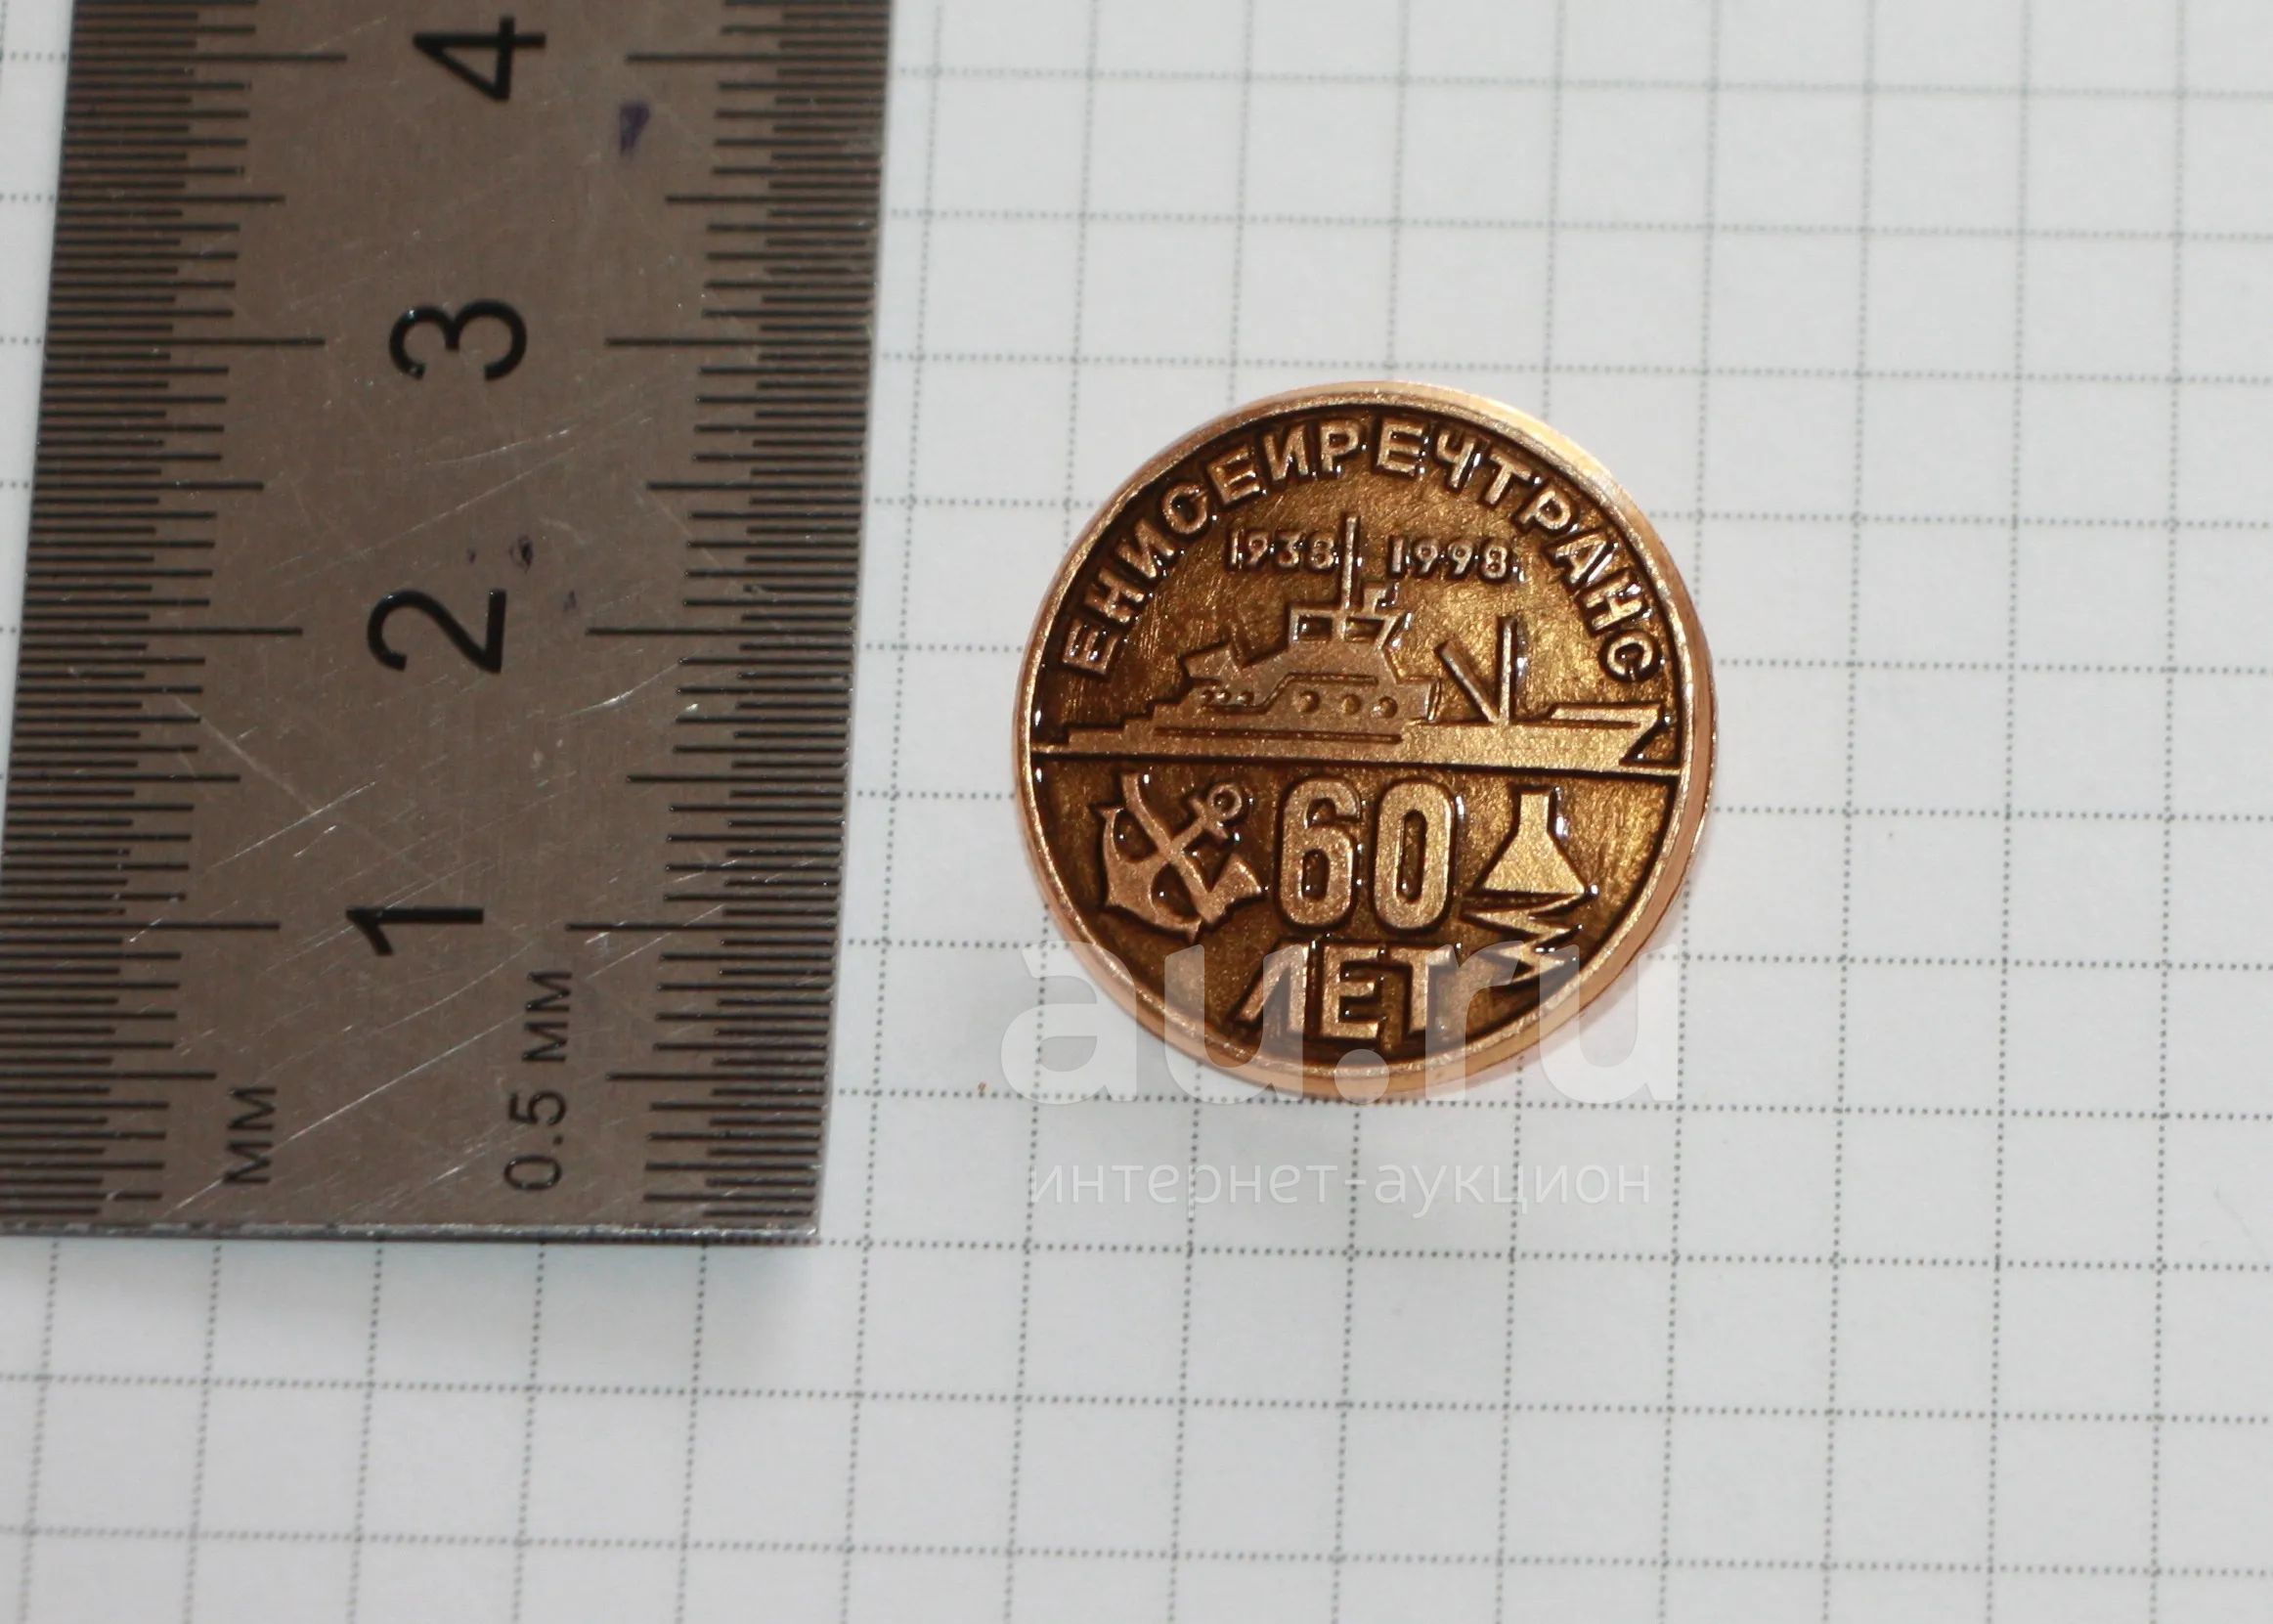 4
3
2
1
мм
0.5 мм
ЕНИСЕЙРЕЧТРАНС
1938 1998
60
ЛЕТ
au.ru
интернет-аукцион